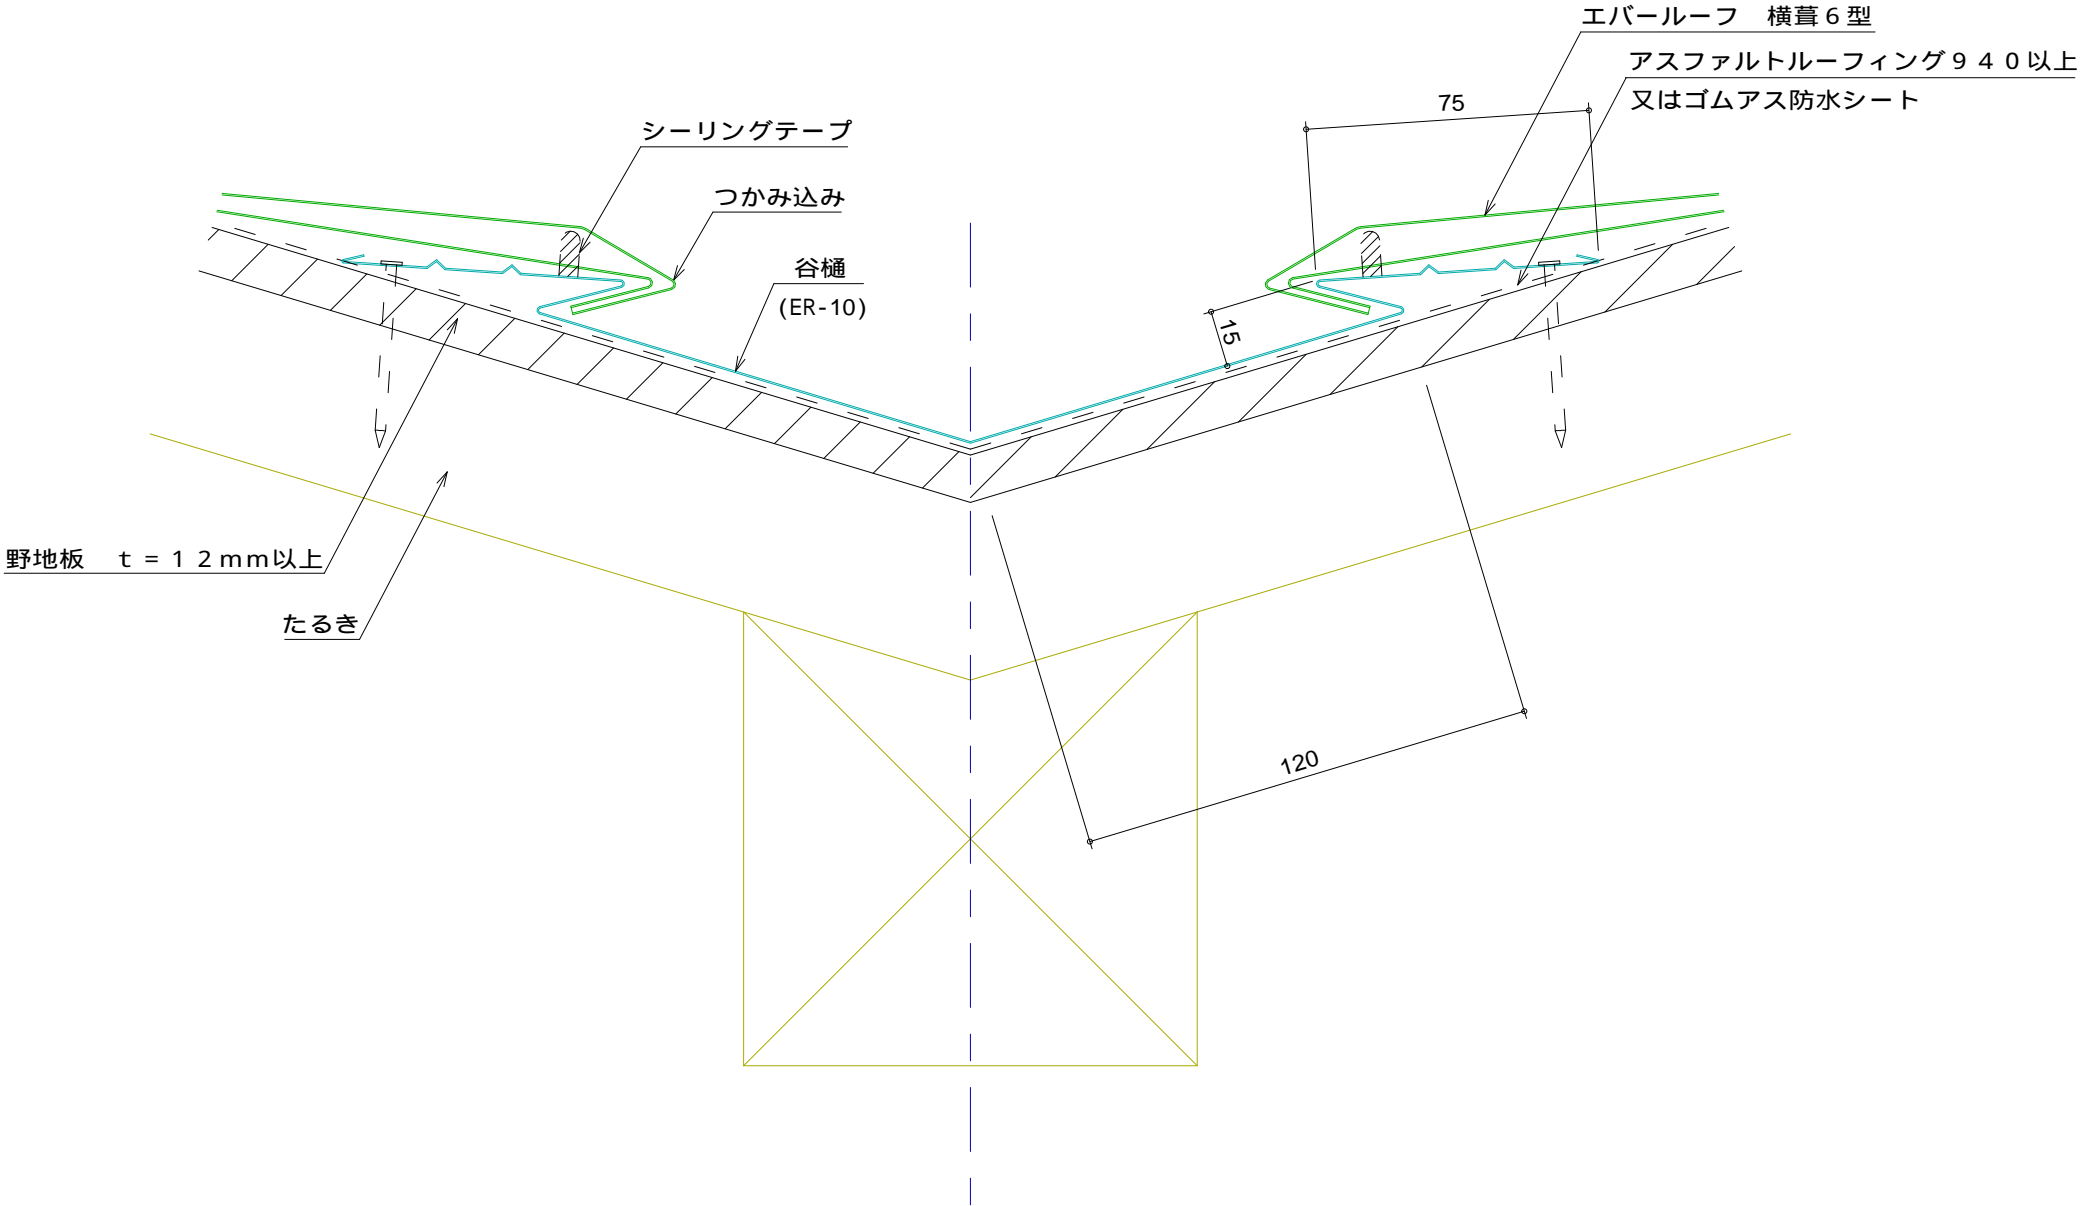 エバールーフ　横葺６型
アスファルトルーフィング９４０以上
又はゴムアス防水シート
75
シーリングテープ
つかみ込み
谷樋
(ER-10)
15
野地板　ｔ＝１２ｍｍ以上
たるき
120